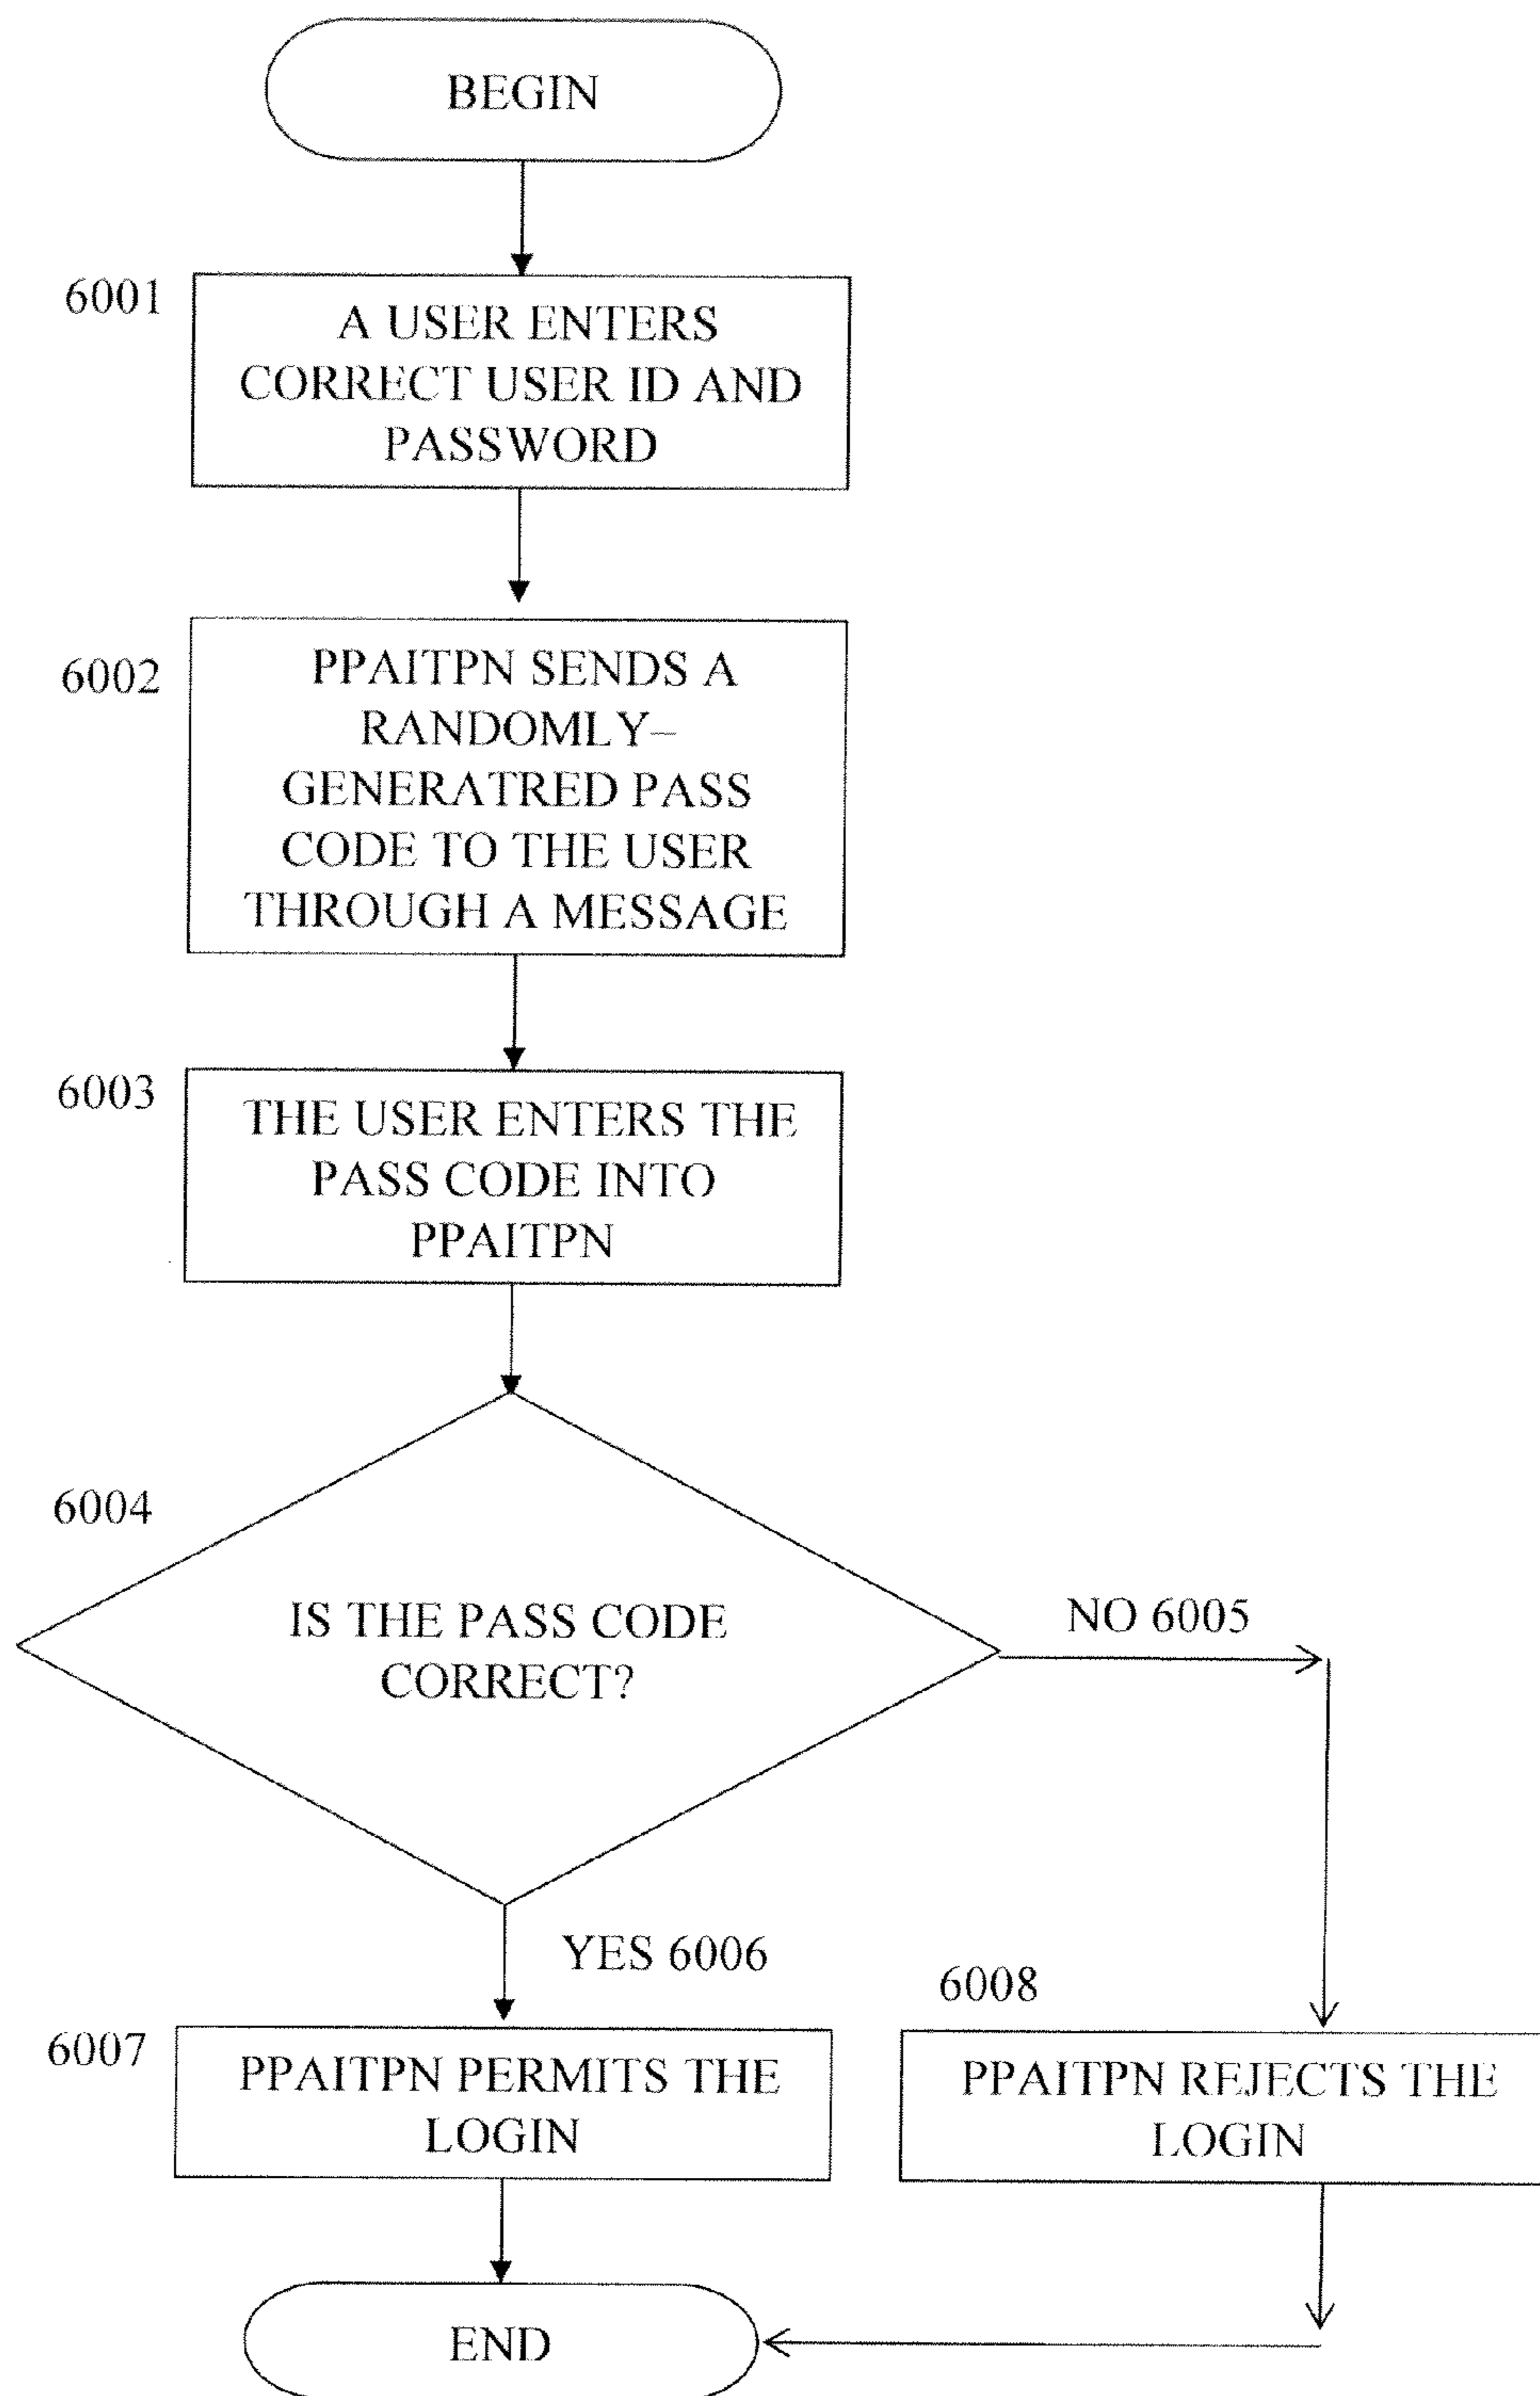 BEGIN
6001
A USER ENTERS
CORRECT USER ID AND
PASSWORD
6002
PPAITPN SENDS A
RANDOMLY–
GENERATRED PASS
CODE TO THE USER
THROUGH A MESSAGE
6003
THE USER ENTERS THE
PASS CODE INTO
PPAITPN
6004
IS THE PASS CODE
CORRECT?
NO 6005
YES 6006
6007
PPAITPN PERMITS THE
LOGIN
6008
PPAITPN REJECTS THE
LOGIN
END